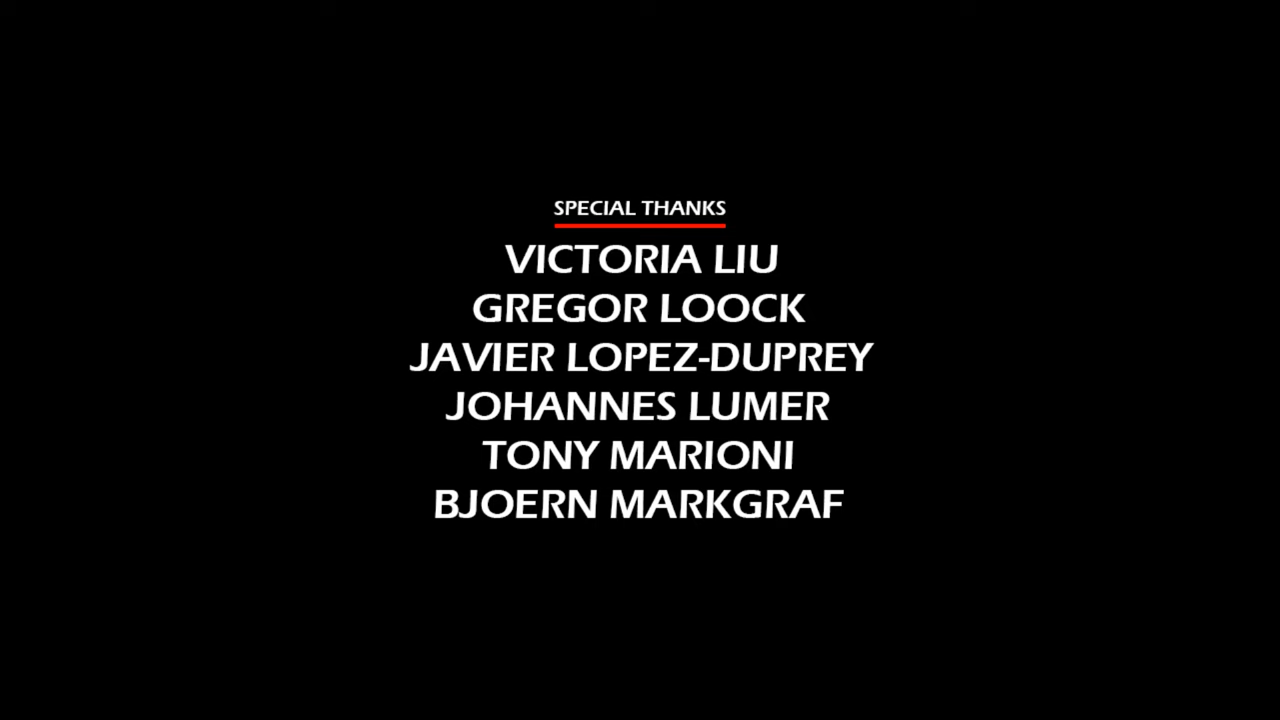 SPECIAL THANKS
VICTORIA LIU
GREGOR LOOCK
JAVIER LOPEZ-DUPREY
JOHANNES LUMER
TONY MARIONI
BJOERN MARKGRAF